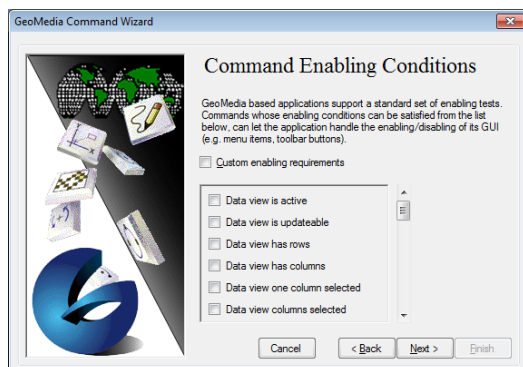 GeoMedia Command Wizard
Command Enabling Conditions
GeoMedia based applications support a standard set of enabling tests.
Commands whose enabling conditions can be satisfied from the list
below, can let the application handle the enabling/disabling of its GUI
(e.g. menu items, toolbar buttons).
Custom enabling requirements
Data view is active
Data view is updateable
Data view has rows
Data view has columns
Data view one column selected
Data view columns selected
Cancel
< Back
Next >
Finish